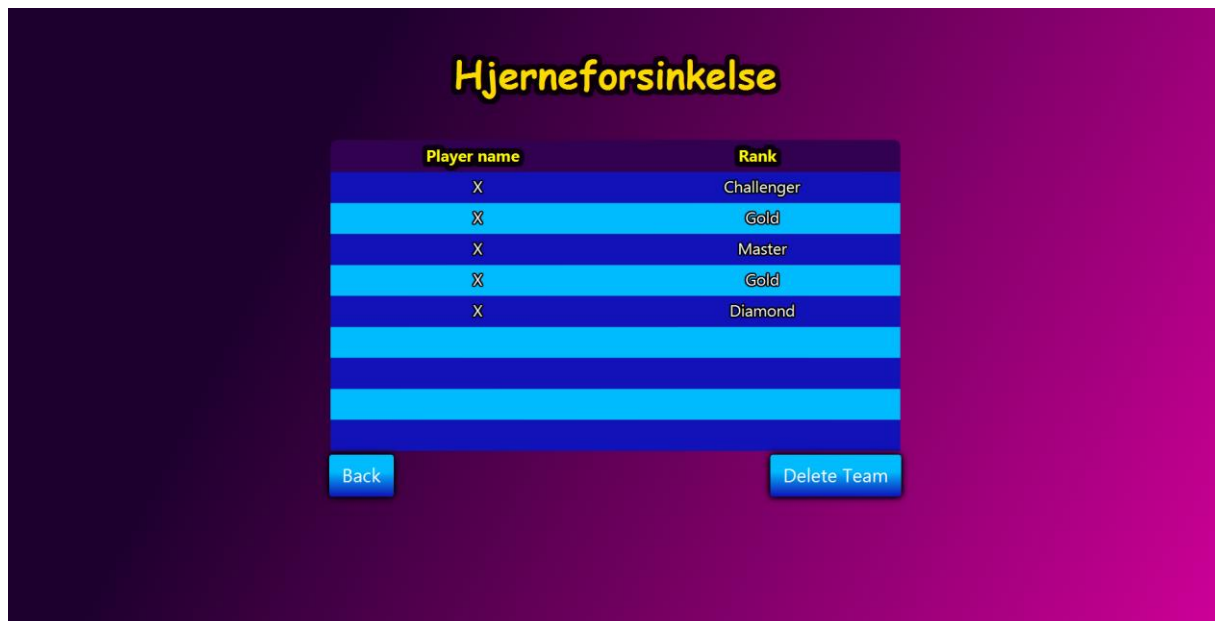 Hjerneforsinkelse
Player name Rank
X Challenger
X Gold
X Master
X Gold
X Diamond
Back Delete Team